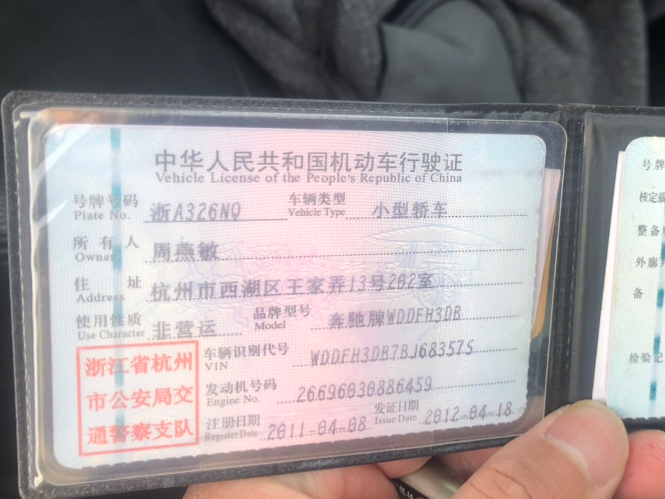 中华人民共和国机动车行驶证
Vehicle License of the People's Republic of China
号牌号码 浙A326NQ 车辆类型 小型轿车
Plate No. Vehicle Type
所有人 周燕敏
Owner
住址 杭州市西湖区王家弄13号202室
Address
使用性质 非营运 品牌型号 奔驰牌WDDFH3DB
Use Character Model
浙江省杭州
市公安局交
通警察支队
车辆识别代号 WDDFH3DB7BJ683575
VIN
发动机号码 26696030886459
Engine No.
注册日期 2011-04-08 发证日期 2012-04-18
Register Date Issue Date
号牌
核定载
整备
外廓
备
检验记